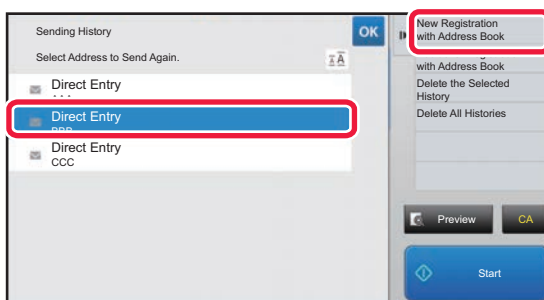 Sending History
OK
Select Address to Send Again.
Direct Entry
Direct Entry
Direct Entry
CCC
New Registration
with Address Book
with Address Book
Delete the Selected
History
Delete All Histories
Preview
CA
Start